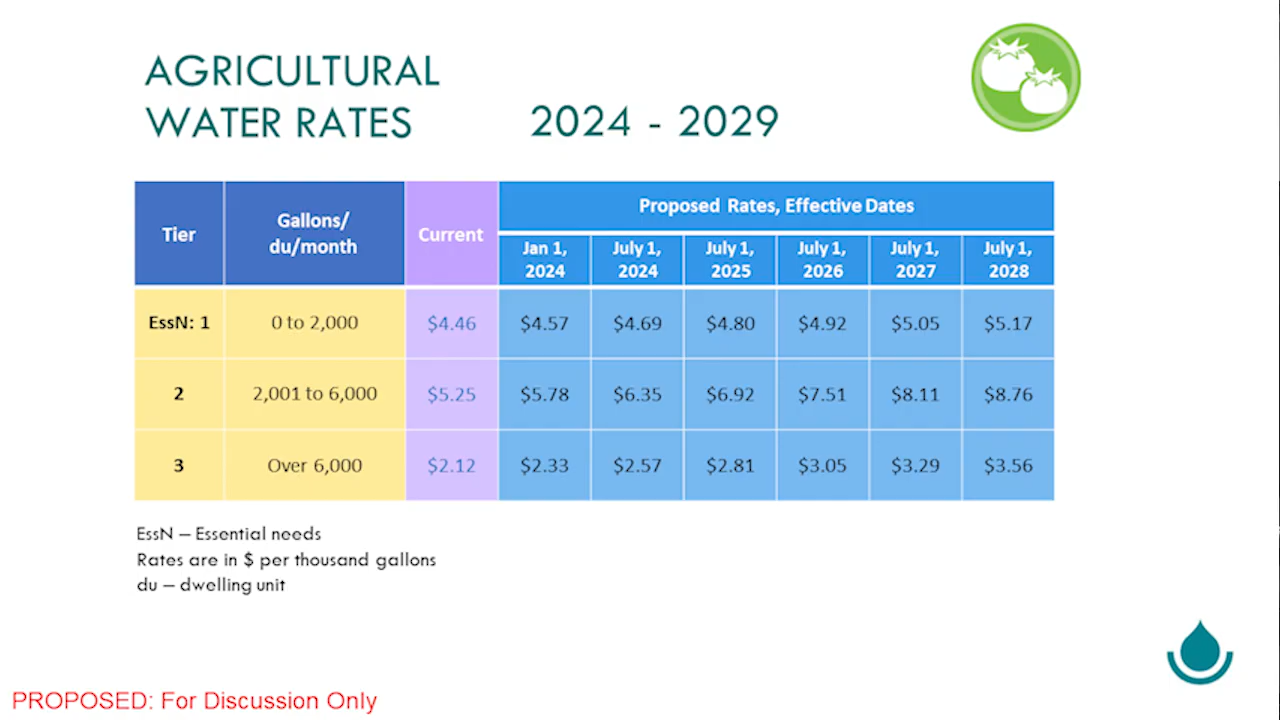 AGRICULTURAL
WATER RATES
2024 - 2029
Tier
Gallons/
du/month
Current
Proposed Rates, Effective Dates
Jan 1,
2024
July 1,
2024
July 1,
2025
July 1,
2026
July 1,
2027
July 1,
2028
EssN: 1 0 to 2,000 $4.46 $4.57 $4.69 $4.80 $4.92 $5.05 $5.17
2 2,001 to 6,000 $5.25 $5.78 $6.35 $6.92 $7.51 $8.11 $8.76
3 Over 6,000 $2.12 $2.33 $2.57 $2.81 $3.05 $3.29 $3.56
EssN – Essential needs
Rates are in $ per thousand gallons
du – dwelling unit
PROPOSED: For Discussion Only